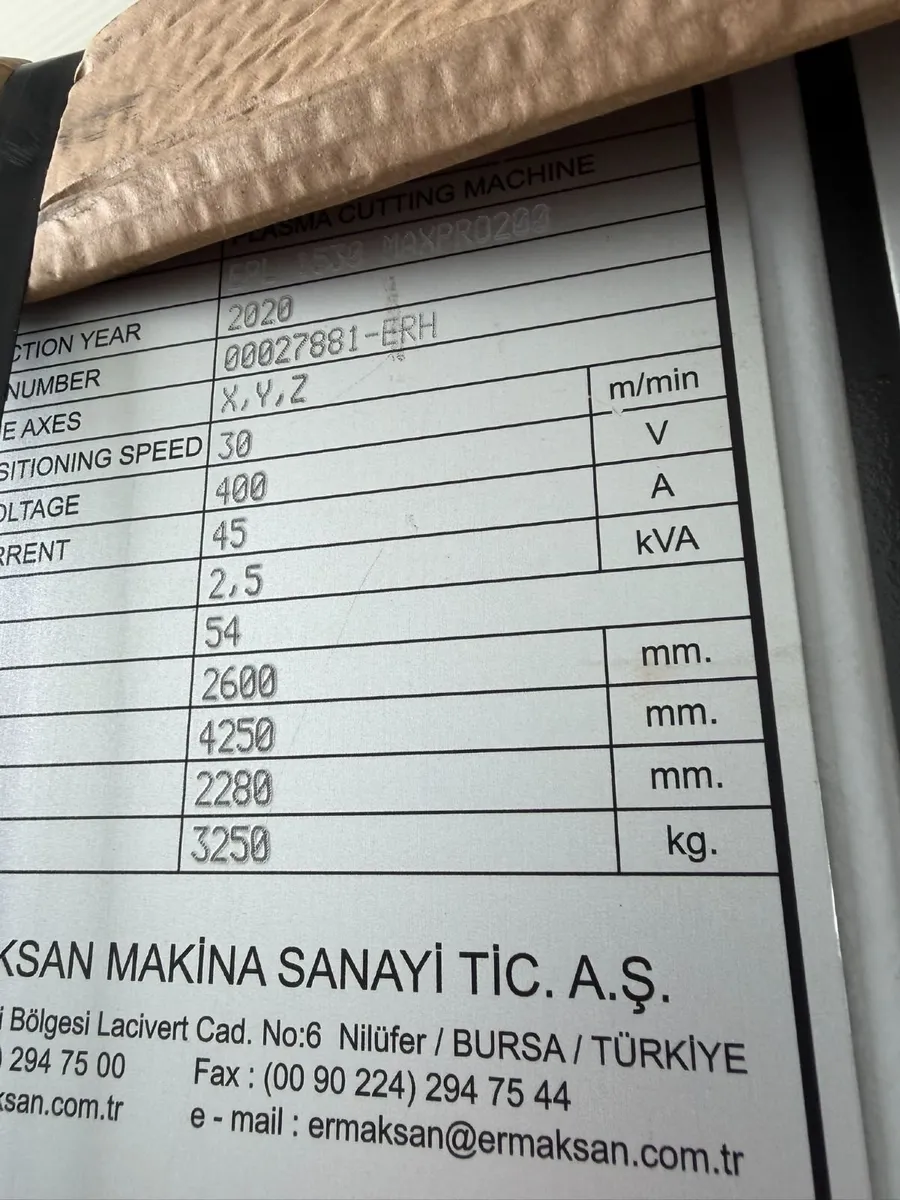 PLASMA CUTTING MACHINE
EPL 1530 MAXPRO200
CTION YEAR 2020
NUMBER 00027881-ERH
E AXES X,Y,Z
SITIONING SPEED 30 m/min
OLTAGE 400 V
RRENT 45 A
2,5 kVA
54
2600 mm.
4250 mm.
2280 mm.
3250 kg.
KSAN MAKİNA SANAYİ TİC. A.Ş.
i Bölgesi Lacivert Cad. No:6 Nilüfer / BURSA / TÜRKİYE
) 294 75 00 Fax : (00 90 224) 294 75 44
ksan.com.tr e - mail : ermaksan@ermaksan.com.tr